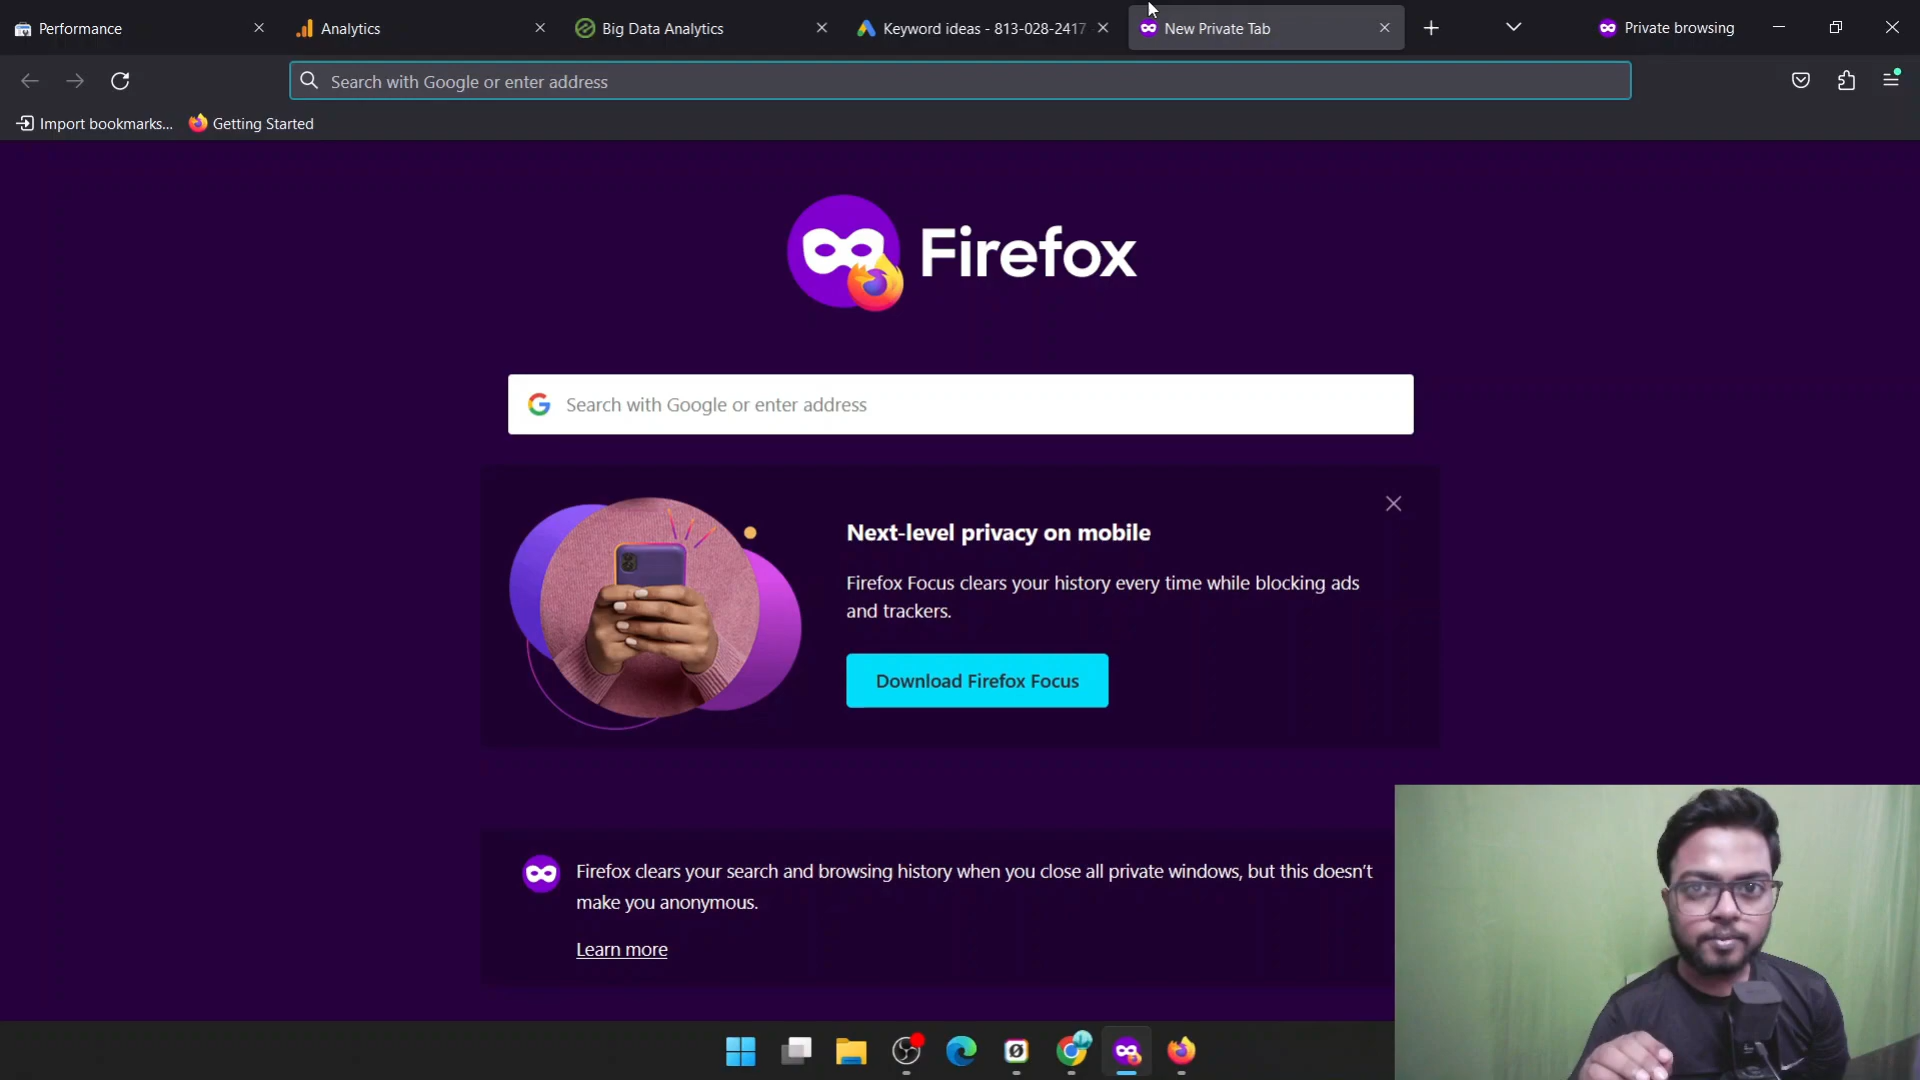 Performance
Analytics
Big Data Analytics
Keyword ideas - 813-028-2417
New Private Tab
Private browsing
Search with Google or enter address
Import bookmarks...
Getting Started
Firefox
Search with Google or enter address
Next-level privacy on mobile
Firefox Focus clears your history every time while blocking ads
and trackers.
Download Firefox Focus
Firefox clears your search and browsing history when you close all private windows, but this doesn't
make you anonymous.
Learn more